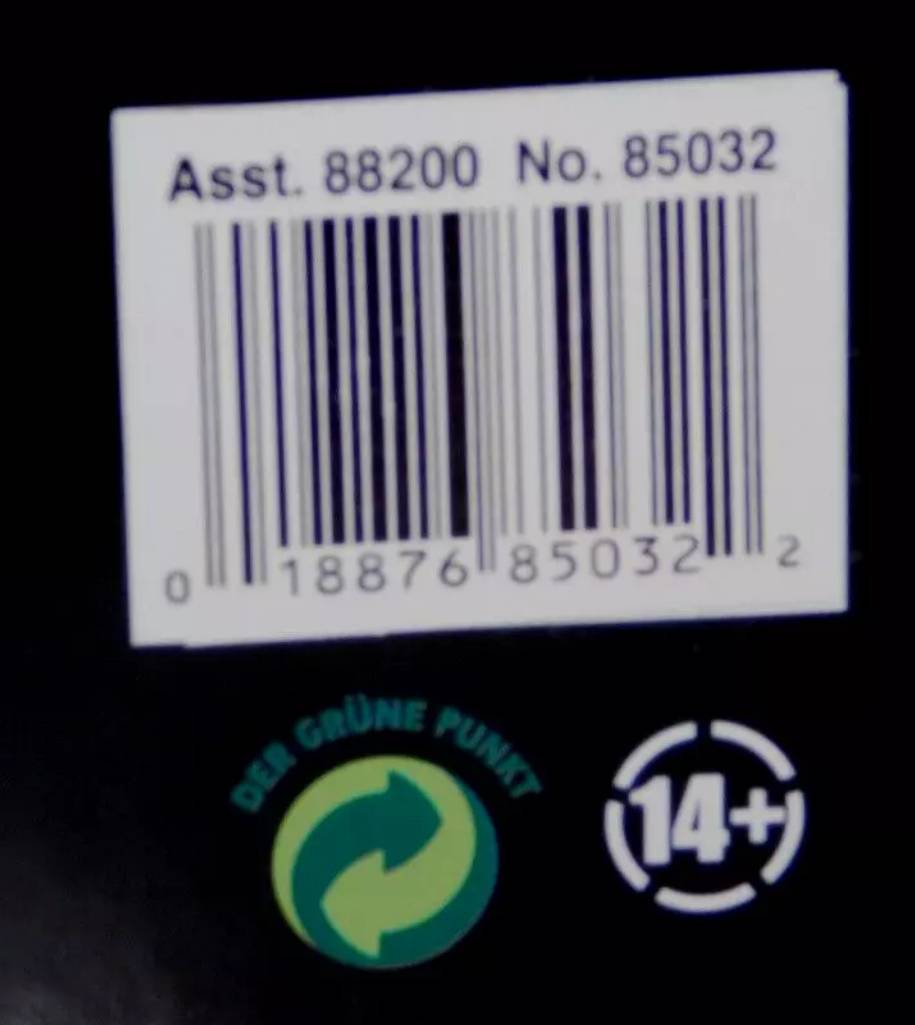 Asst. 88200 No. 85032
0 18876 85032 2
DER GRÜNE PUNKT
14+